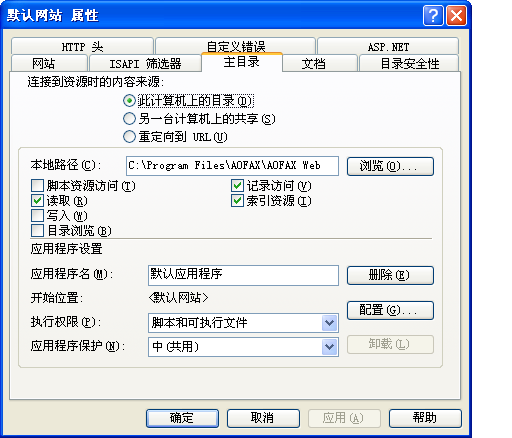 默认网站 属性
HTTP 头
自定义错误
ASP.NET
网站
ISAPI 筛选器
主目录
文档
目录安全性
连接到资源时的内容来源:
此计算机上的目录(D)
另一台计算机上的共享(S)
重定向到 URL(U)
本地路径(C):
C:\Program Files\AOFAX\AOFAX Web
浏览(O)...
脚本资源访问(T)
记录访问(V)
读取(R)
索引资源(I)
写入(W)
目录浏览(B)
应用程序设置
应用程序名(M):
默认应用程序
删除(E)
开始位置:
<默认网站>
配置(G)...
执行权限(P):
脚本和可执行文件
应用程序保护(N):
中(共用)
卸载(L)
确定
取消
应用(A)
帮助